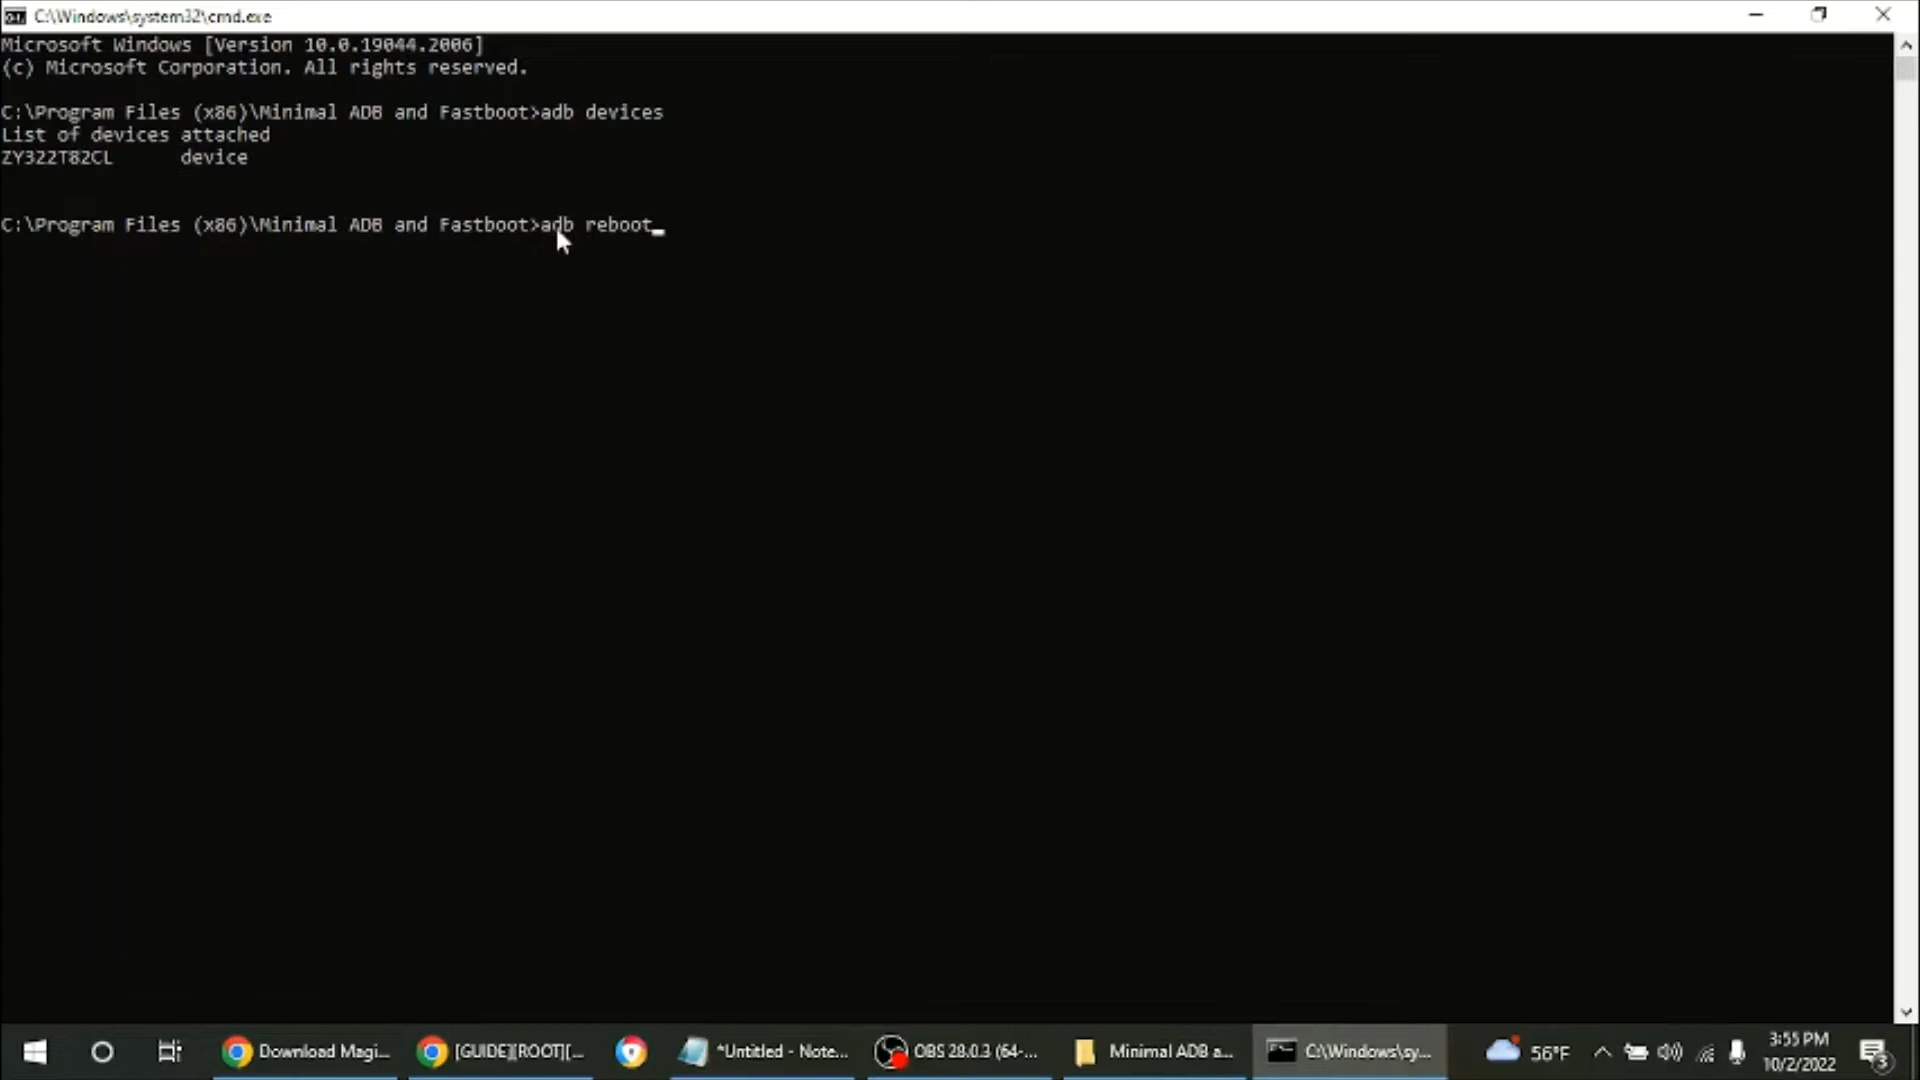 C:\Windows\system32\cmd.exe
Microsoft Windows [Version 10.0.19044.2006]
(c) Microsoft Corporation. All rights reserved.
C:\Program Files (x86)\Minimal ADB and Fastboot>adb devices
List of devices attached
ZY322T82CL device
C:\Program Files (x86)\Minimal ADB and Fastboot>adb reboot_
Download Magi... [GUIDE][ROOT][... *Untitled - Note... OBS 28.0.3 (64-... Minimal ADB a... C:\Windows\sy... 56°F 3:55 PM
10/2/2022 3